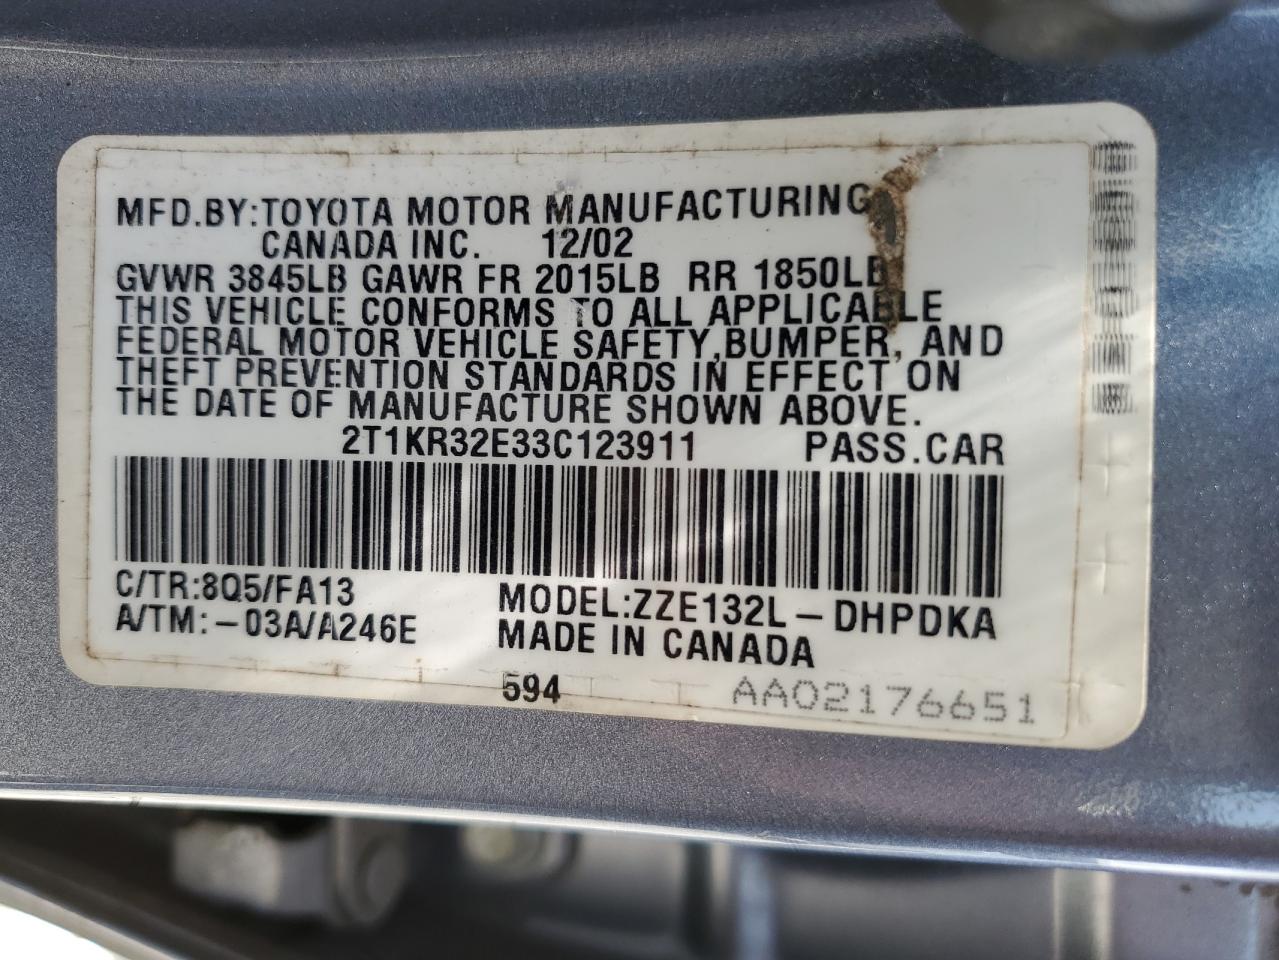 MFD.BY:TOYOTA MOTOR MANUFACTURING
CANADA INC. 12/02
GVWR 3845LB GAWR FR 2015LB RR 1850LB
THIS VEHICLE CONFORMS TO ALL APPLICABLE
FEDERAL MOTOR VEHICLE SAFETY,BUMPER, AND
THEFT PREVENTION STANDARDS IN EFFECT ON
THE DATE OF MANUFACTURE SHOWN ABOVE.
2T1KR32E33C123911 PASS.CAR
C/TR:8Q5/FA13 MODEL:ZZE132L-DHPDKA
A/TM:-03A/A246E MADE IN CANADA
594 AA02176651